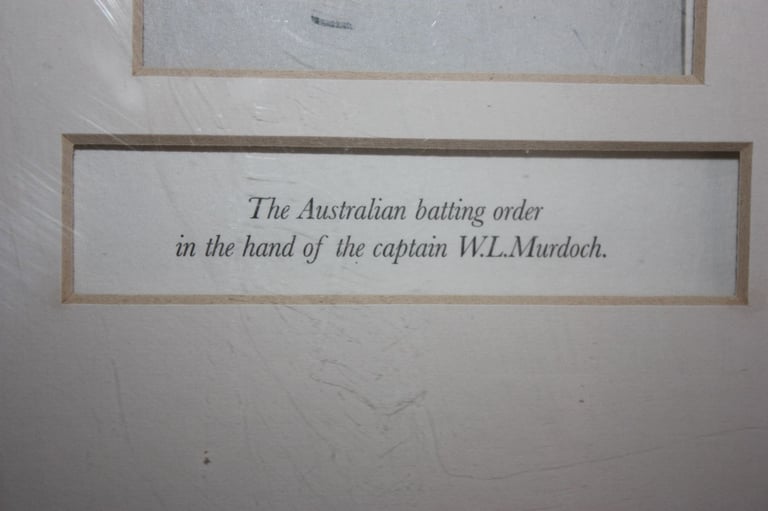 The Australian batting order
in the hand of the captain W.L.Murdoch.